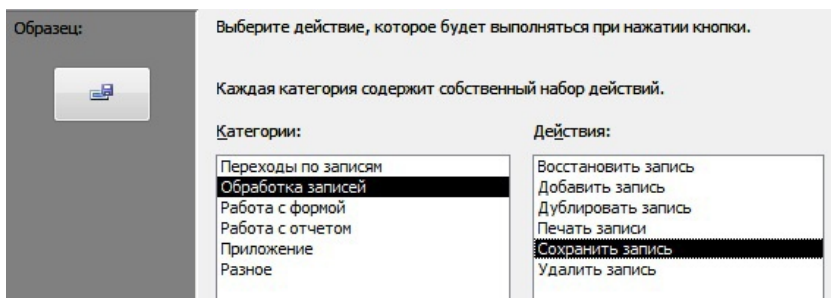 Образец:
Выберите действие, которое будет выполняться при нажатии кнопки.
Каждая категория содержит собственный набор действий.
Категории:
Переходы по записям
Обработка записей
Работа с формой
Работа с отчетом
Приложение
Разное
Действия:
Восстановить запись
Добавить запись
Дублировать запись
Печать записи
Сохранить запись
Удалить запись